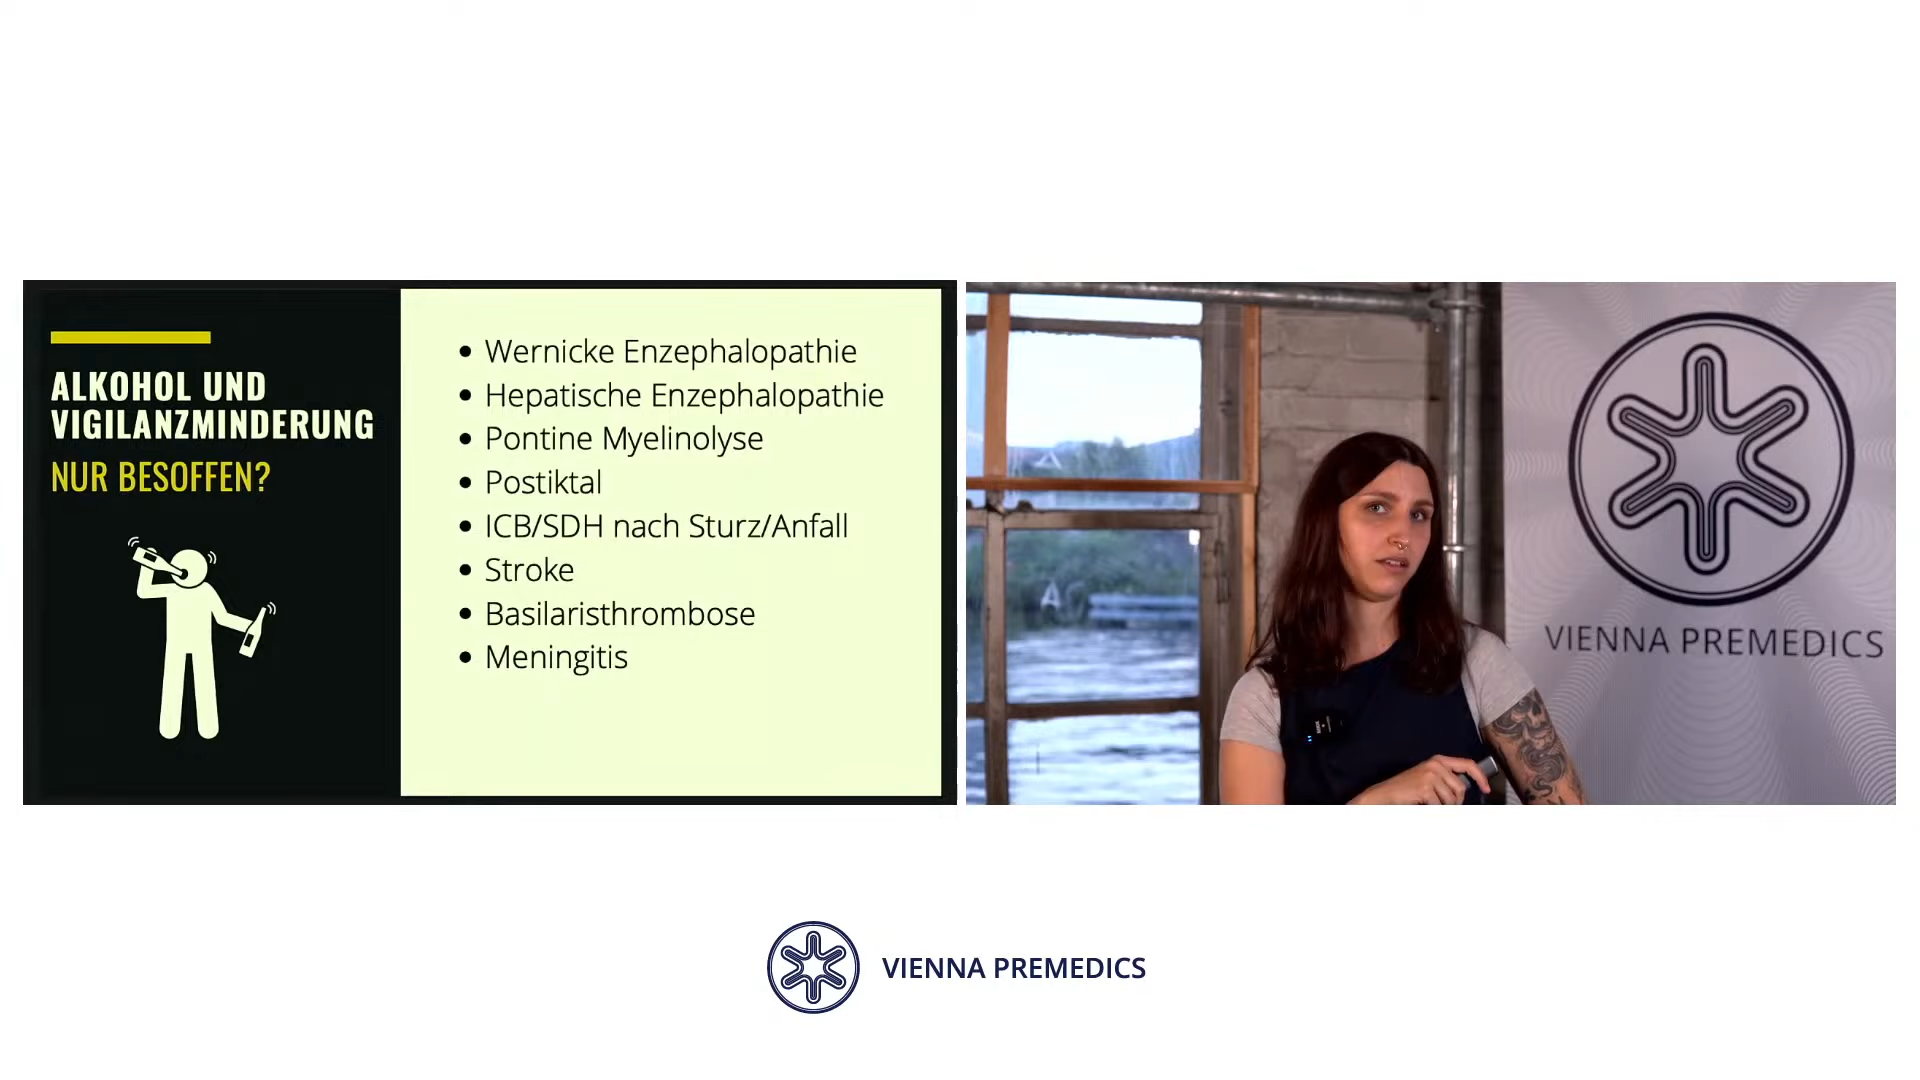 ALKOHOL UND
VIGILANZMINDERUNG
NUR BESOFFEN?
• Wernicke Enzephalopathie
• Hepatische Enzephalopathie
• Pontine Myelinolyse
• Postiktal
• ICB/SDH nach Sturz/Anfall
• Stroke
• Basilaristhrombose
• Meningitis
VIENNA PREMEDICS
VIENNA PREMEDICS